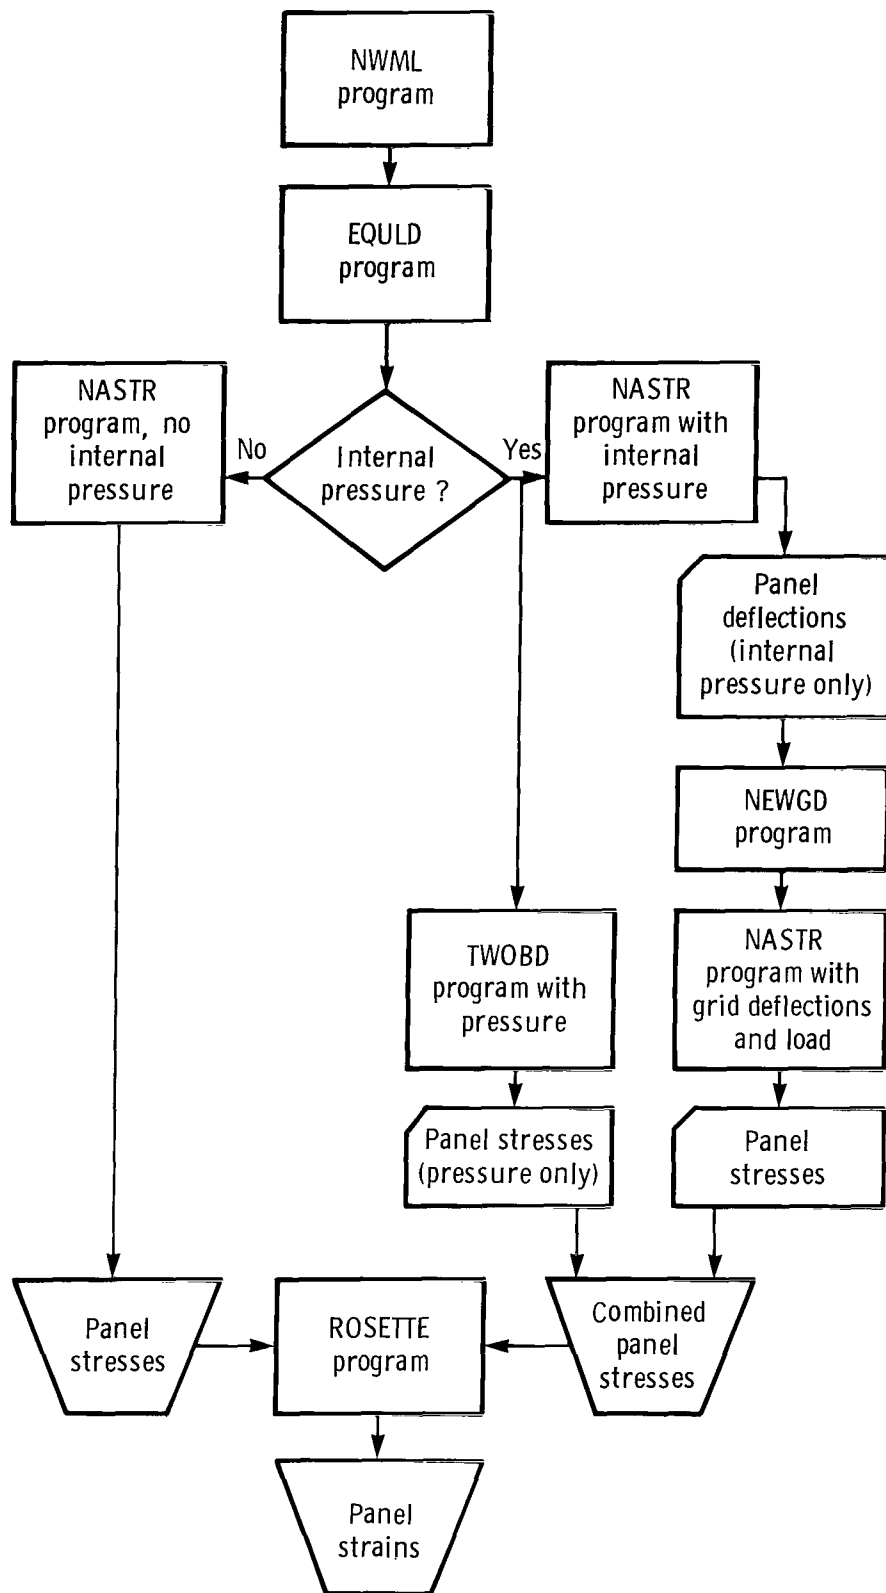 NWML
program
EQULD
program
NASTR
program, no
internal
pressure
No
Internal
pressure ?
Yes
NASTR
program with
internal
pressure
Panel
deflections
(internal
pressure only)
NEWGD
program
TWOBD
program with
pressure
NASTR
program with
grid deflections
and load
Panel stresses
(pressure only)
Panel
stresses
Panel
stresses
ROSETTE
program
Combined
panel
stresses
Panel
strains